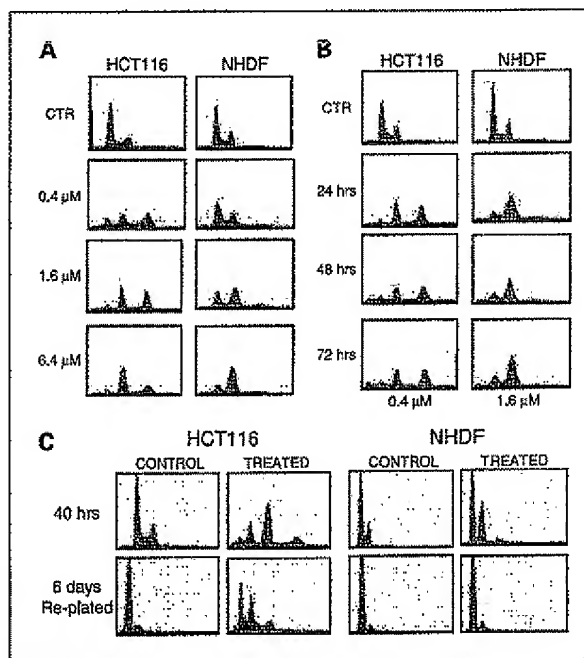 A
HCT116 NHDF
CTR
0.4 µM
1.6 µM
6.4 µM
B
HCT116 NHDF
CTR
24 hrs
48 hrs
72 hrs
0.4 µM 1.6 µM
C
HCT116 NHDF
CONTROL TREATED CONTROL TREATED
40 hrs
6 days
Re-plated